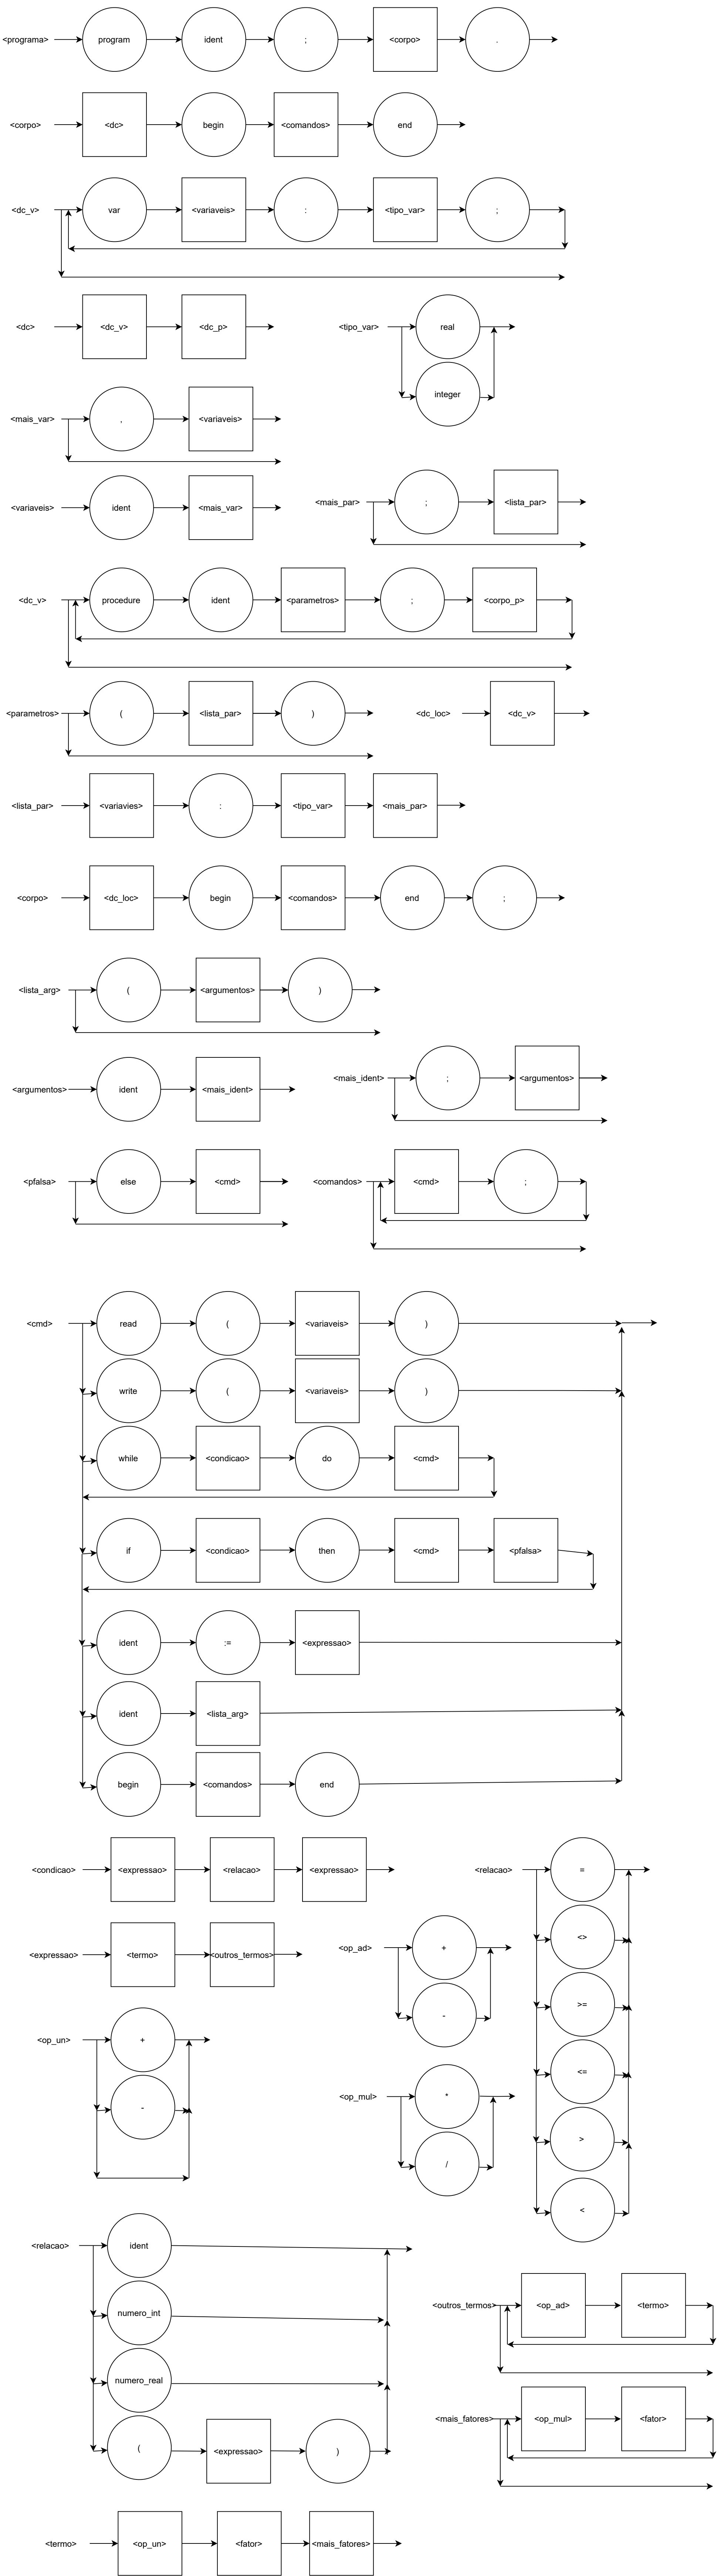 <programa> program ident ; <corpo> .
<corpo> <dc> begin <comandos> end
<dc_v> var <variaveis> : <tipo_var> ;
<dc> <dc_v> <dc_p>
<tipo_var> real
integer
<mais_var> , <variaveis>
<variaveis> ident <mais_var>
<mais_par> ; <lista_par>
<dc_v> procedure ident <parametros> ; <corpo_p>
<parametros> ( <lista_par> )
<dc_loc> <dc_v>
<lista_par> <variavies> : <tipo_var> <mais_par>
<corpo> <dc_loc> begin <comandos> end ;
<lista_arg> ( <argumentos> )
<argumentos> ident <mais_ident>
<mais_ident> ; <argumentos>
<pfalsa> else <cmd>
<comandos> <cmd> ;
<cmd> read ( <variaveis> )
write ( <variaveis> )
while <condicao> do <cmd>
if <condicao> then <cmd> <pfalsa>
ident := <expressao>
ident <lista_arg>
begin <comandos> end
<condicao> <expressao> <relacao> <expressao>
<relacao> =
<>
>=
<=
>
<
<expressao> <termo> <outros_termos>
<op_ad> +
-
<op_un> +
-
<op_mul> *
/
<relacao> ident
numero_int
numero_real
( <expressao> )
<outros_termos> <op_ad> <termo>
<mais_fatores> <op_mul> <fator>
<termo> <op_un> <fator> <mais_fatores>